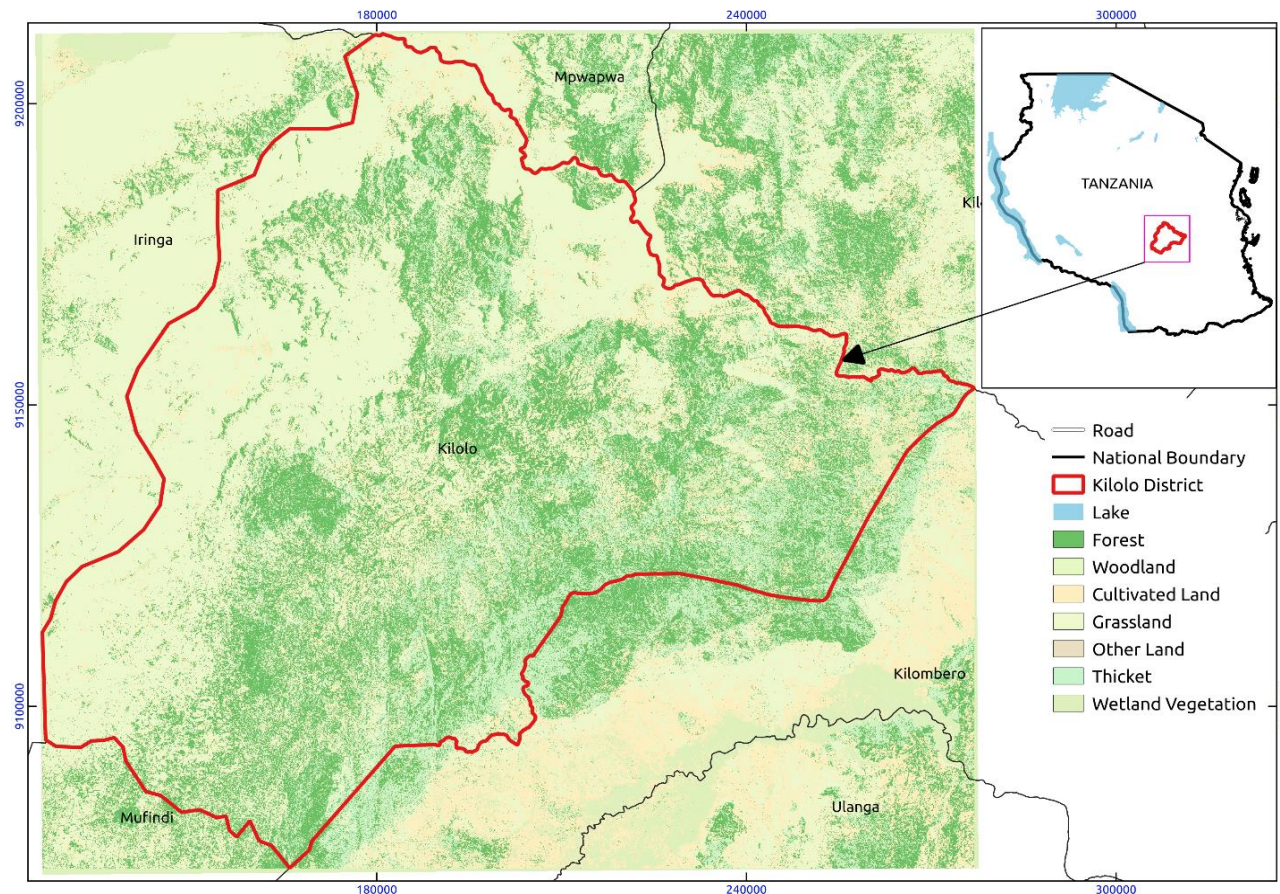 180000
240000
300000
Mpwapwa
9200000
TANZANIA
Kil
Iringa
9150000
Kilolo
Road
National Boundary
Kilolo District
Lake
Forest
Woodland
Cultivated Land
Grassland
Other Land
Thicket
Wetland Vegetation
Kilombero
9100000
Ulanga
Mufindi
180000
240000
300000